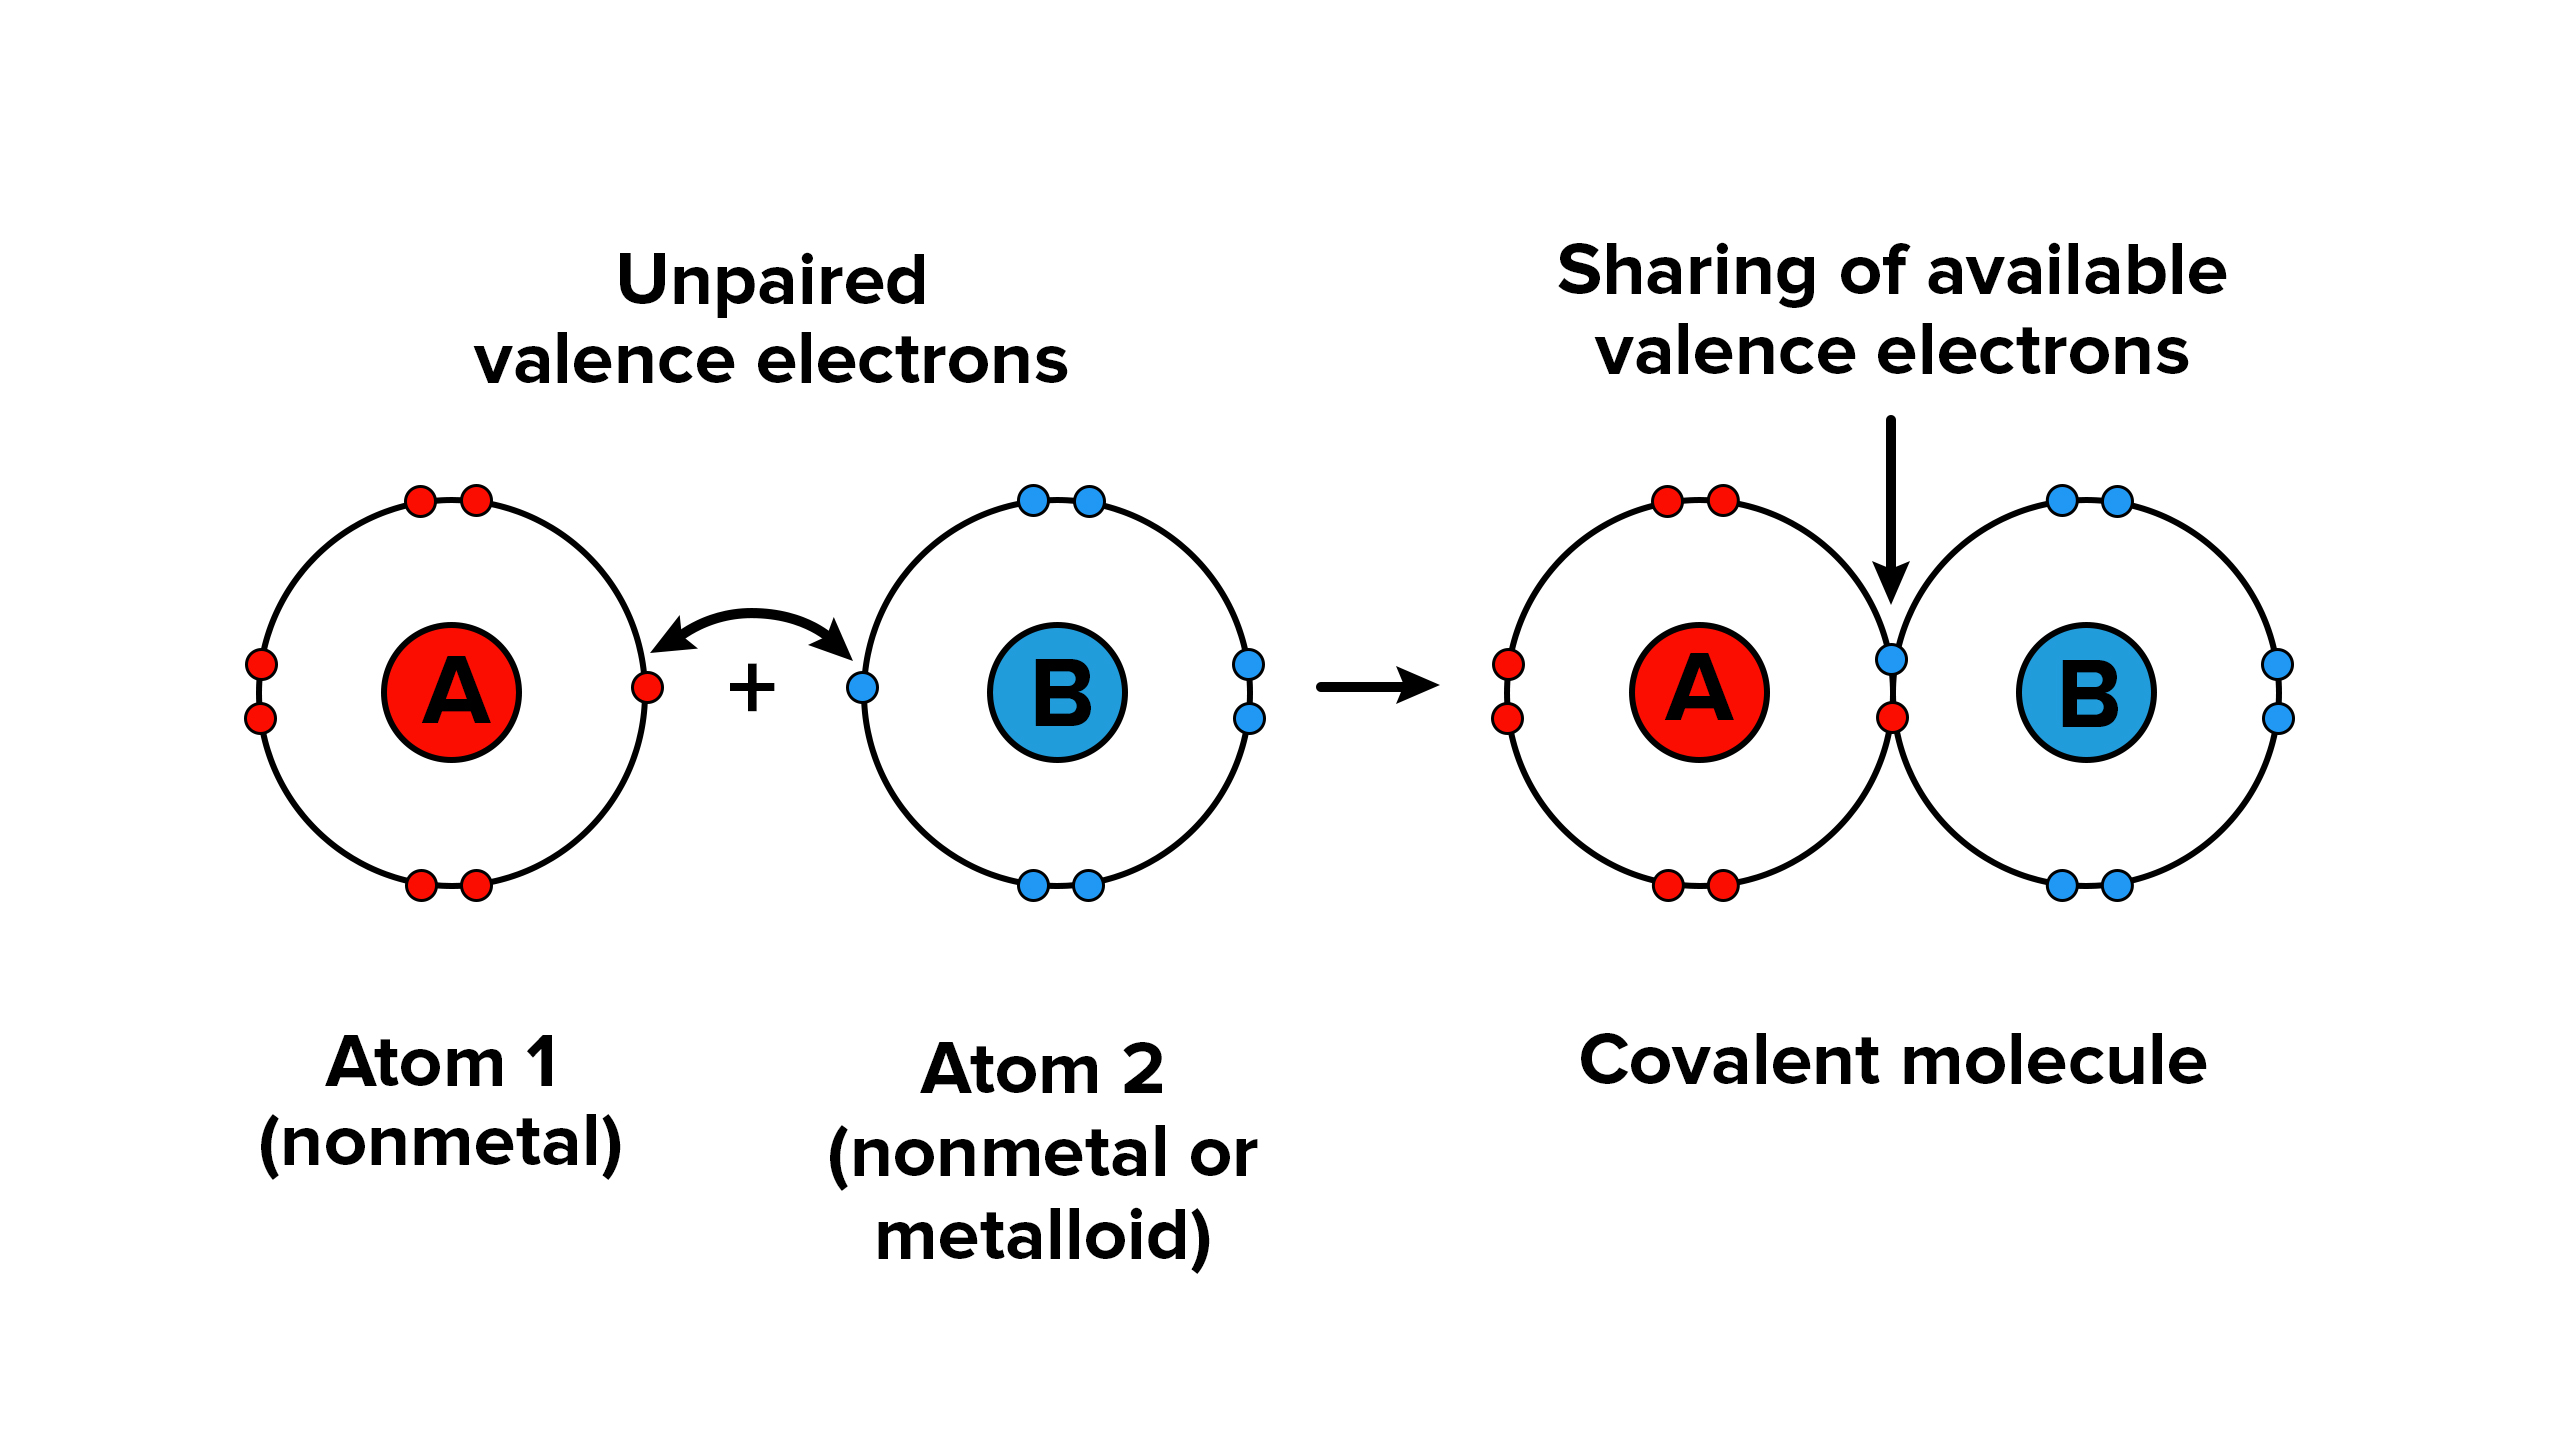 Unpaired
valence electrons
Sharing of available
valence electrons
A
+
B
A
B
Atom 1
(nonmetal)
Atom 2
(nonmetal or
metalloid)
Covalent molecule